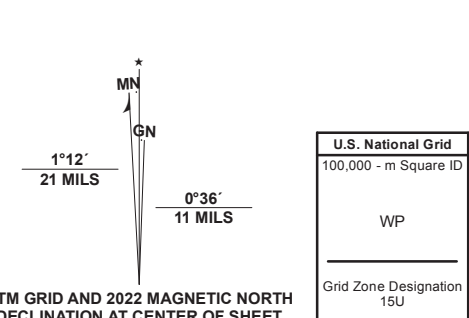 ★
MN
GN
1°12´
21 MILS
0°36´
11 MILS
TM GRID AND 2022 MAGNETIC NORTH
DECLINATION AT CENTER OF SHEET
U.S. National Grid
100,000 - m Square ID
WP
Grid Zone Designation
15U